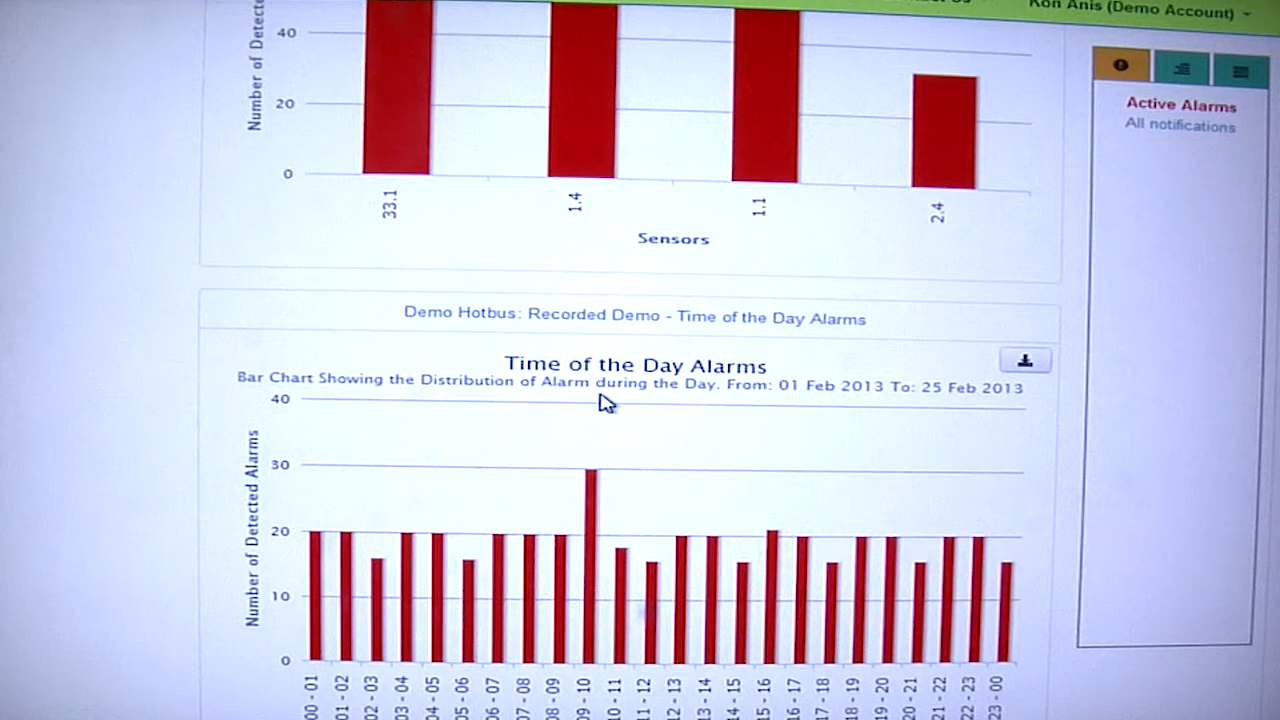 Ron Anis (Demo Account)
Active Alarms
All notifications
Number of Detecte
40
20
0
33.1
1.4
1.1
2.4
Sensors
Demo Hotbus: Recorded Demo - Time of the Day Alarms
Time of the Day Alarms
Bar Chart Showing the Distribution of Alarm during the Day. From: 01 Feb 2013 To: 25 Feb 2013
Number of Detected Alarms
40
30
20
10
0
00 - 01
01 - 02
02 - 03
03 - 04
04 - 05
05 - 06
06 - 07
07 - 08
08 - 09
09 - 10
10 - 11
11 - 12
12 - 13
13 - 14
14 - 15
15 - 16
16 - 17
17 - 18
18 - 19
19 - 20
20 - 21
21 - 22
22 - 23
23 - 00